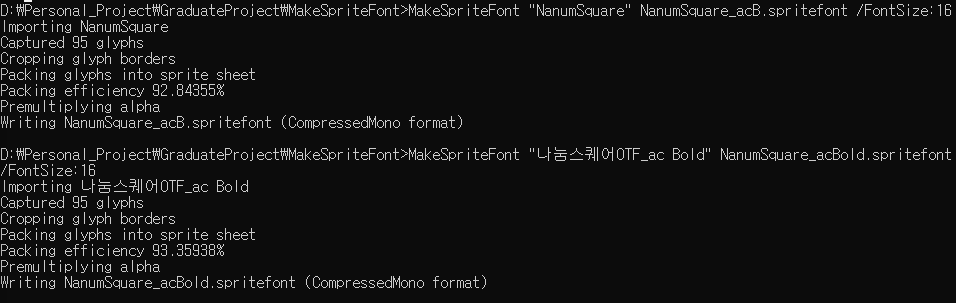 D:₩Personal_Project₩GraduateProject₩MakeSpriteFont>MakeSpriteFont "NanumSquare" NanumSquare_acB.spritefont /FontSize:16
Importing NanumSquare
Captured 95 glyphs
Cropping glyph borders
Packing glyphs into sprite sheet
Packing efficiency 92.84355%
Premultiplying alpha
Writing NanumSquare_acB.spritefont (CompressedMono format)
D:₩Personal_Project₩GraduateProject₩MakeSpriteFont>MakeSpriteFont "나눔스퀘어OTF_ac Bold" NanumSquare_acBold.spritefont
/FontSize:16
Importing 나눔스퀘어OTF_ac Bold
Captured 95 glyphs
Cropping glyph borders
Packing glyphs into sprite sheet
Packing efficiency 93.35938%
Premultiplying alpha
Writing NanumSquare_acBold.spritefont (CompressedMono format)